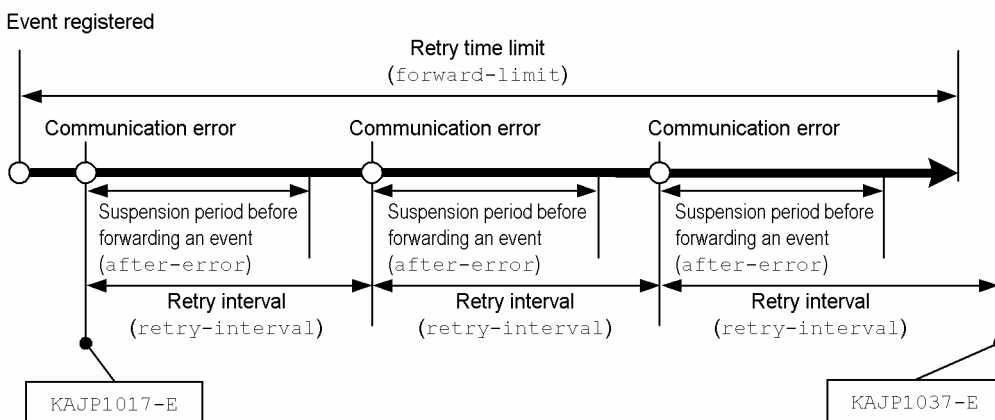 Event registered
Retry time limit
(forward-limit)
Communication error
Communication error
Communication error
Suspension period before
forwarding an event
(after-error)
Suspension period before
forwarding an event
(after-error)
Suspension period before
forwarding an event
(after-error)
Retry interval
(retry-interval)
Retry interval
(retry-interval)
Retry interval
(retry-interval)
KAJP1017-E
KAJP1037-E